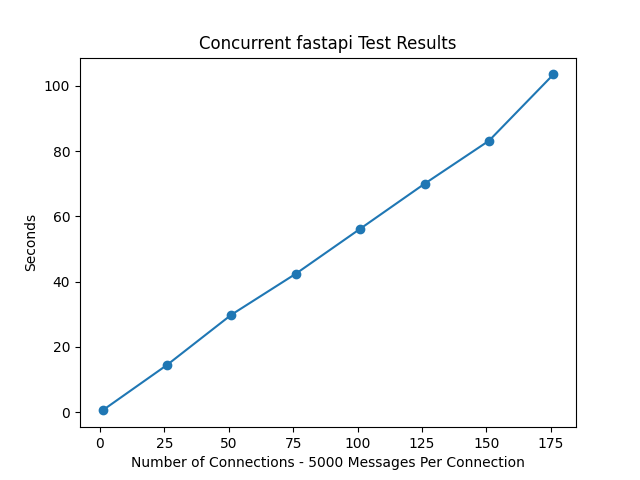 Concurrent fastapi Test Results
100
80
60
40
20
0
Seconds
0 25 50 75 100 125 150 175
Number of Connections - 5000 Messages Per Connection